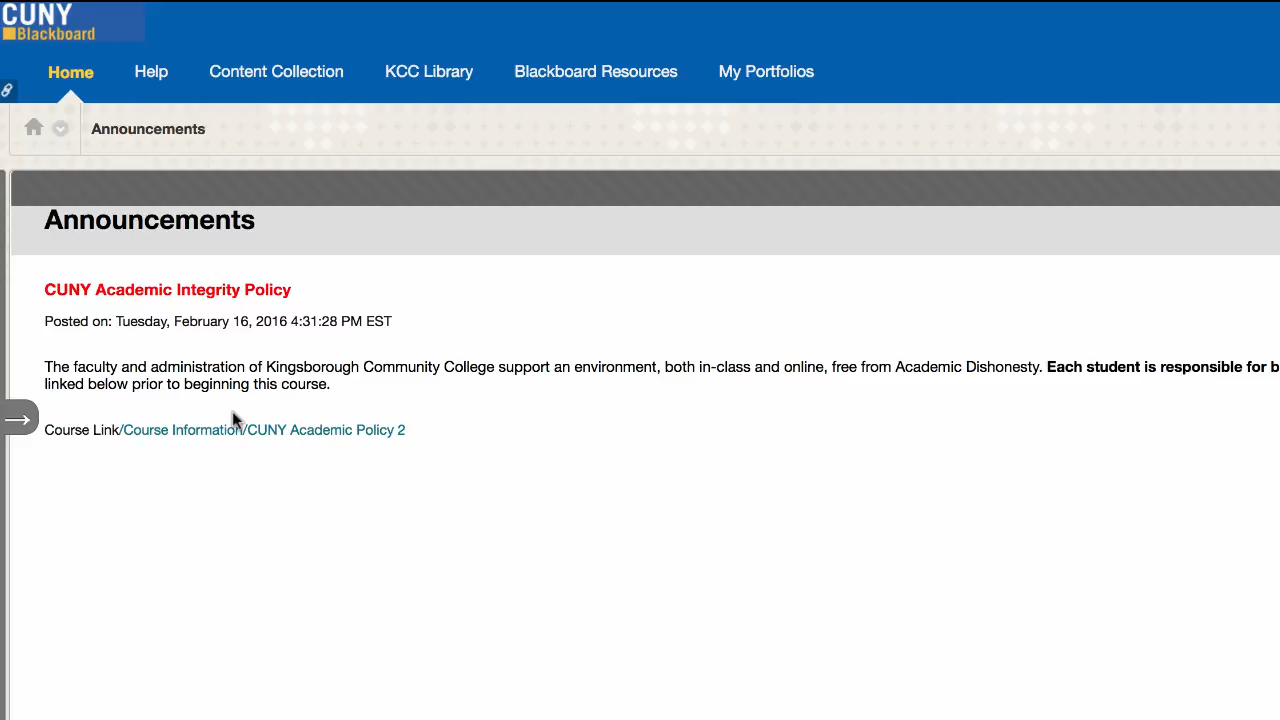 CUNY
Blackboard
Home Help Content Collection KCC Library Blackboard Resources My Portfolios
Announcements
Announcements
CUNY Academic Integrity Policy
Posted on: Tuesday, February 16, 2016 4:31:28 PM EST
The faculty and administration of Kingsborough Community College support an environment, both in-class and online, free from Academic Dishonesty. Each student is responsible for b
linked below prior to beginning this course.
Course Link/Course Information/CUNY Academic Policy 2